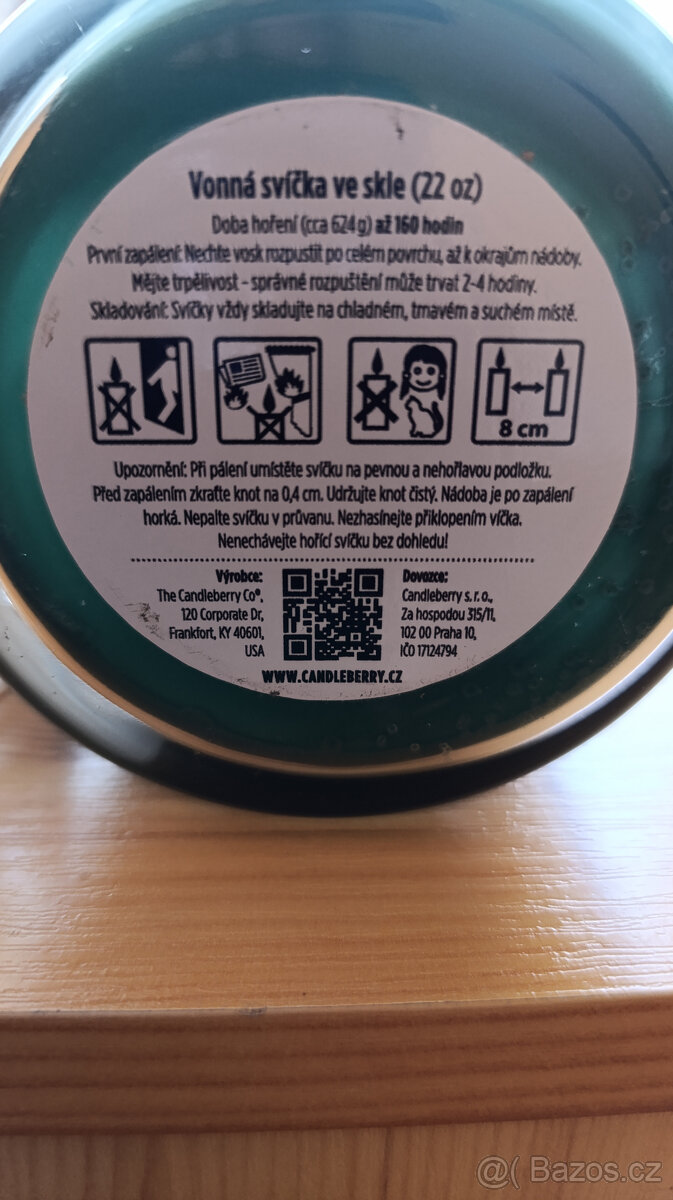 Vonná svíčka ve skle (22 oz)
Doba hoření (cca 624g) až 160 hodin
První zapálení: Nechte vosk rozpustit po celém povrchu, až k okrajům nádoby.
Mějte trpělivost - správné rozpuštění může trvat 2-4 hodiny.
Skladování: Svíčky vždy skladujte na chladném, tmavém a suchém místě.
8 cm
Upozornění: Při pálení umístěte svíčku na pevnou a nehořlavou podložku.
Před zapálením zkraťte knot na 0,4 cm. Udržujte knot čistý. Nádoba je po zapálení
horká. Nepalte svíčku v průvanu. Nezhasínejte přiklopením víčka.
Nenechávejte hořící svíčku bez dohledu!
Výrobce:
The Candleberry Co®.
120 Corporate Dr,
Frankfort, KY 40601,
USA
Dovozce:
Candleberry s.r.o.,
Za hospodou 315/11,
102 00 Praha 10,
IČO 17124794
WWW.CANDLEBERRY.CZ
@( Bazos.cz